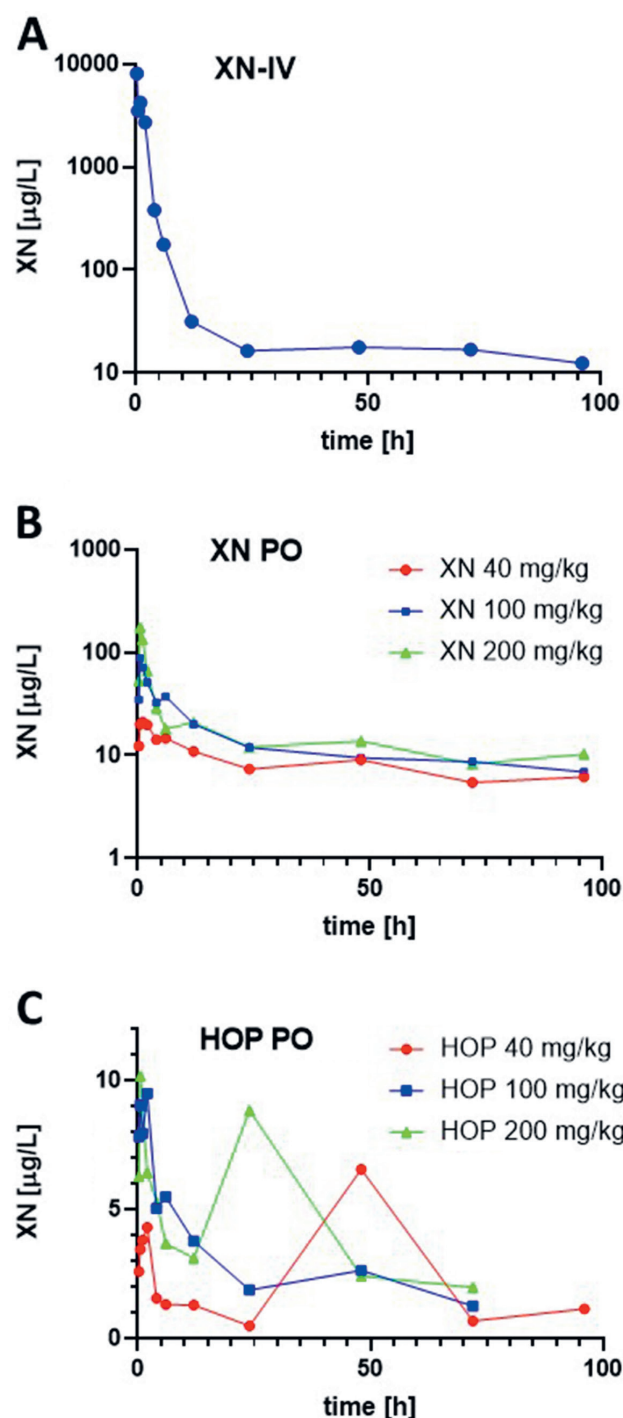 A
XN-IV
10000
1000
100
10
XN [µg/L]
0
50
100
time [h]
B
XN PO
XN 40 mg/kg
XN 100 mg/kg
XN 200 mg/kg
1000
100
10
1
XN [µg/L]
0
50
100
time [h]
C
HOP PO
HOP 40 mg/kg
HOP 100 mg/kg
HOP 200 mg/kg
10
5
0
XN [µg/L]
0
50
100
time [h]